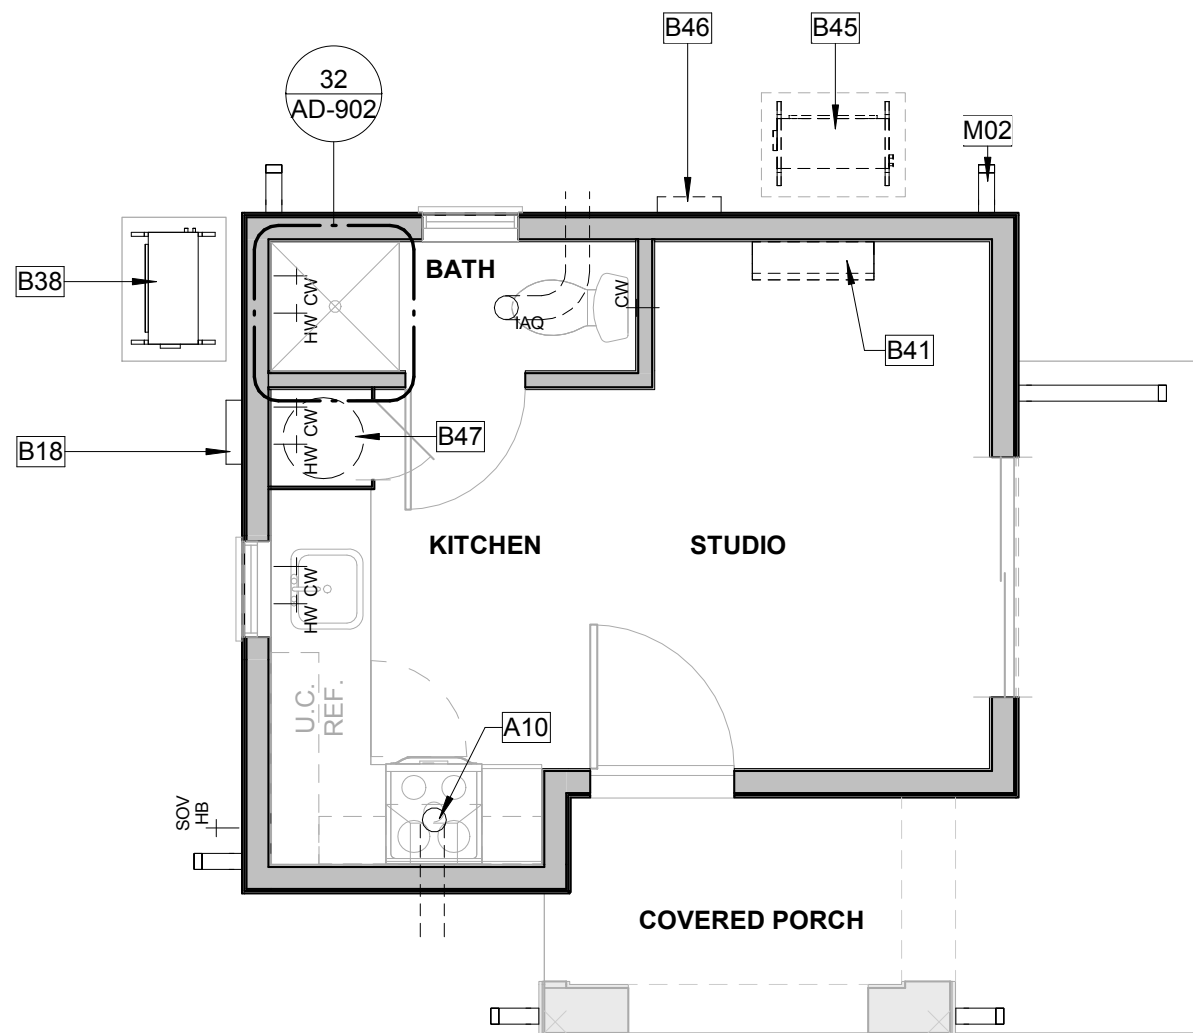 B46
B45
32
AD-902
M02
BATH
B38
CW
HW
CW
IAQ
B41
CW
HW
B47
B18
KITCHEN
STUDIO
CW
HW
U.C.
REF.
A10
SOV
HB
COVERED PORCH